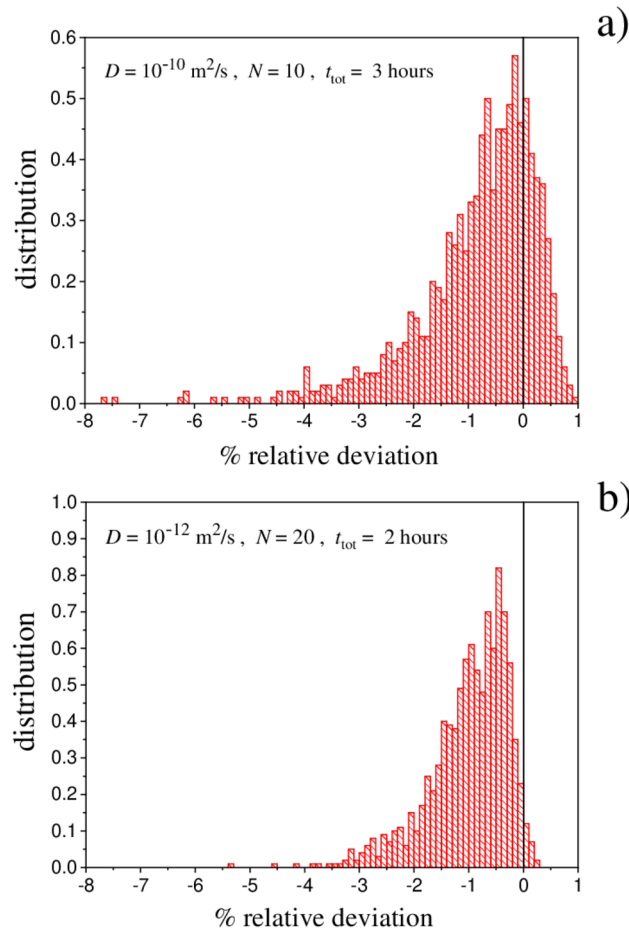 a)
D = 10⁻¹⁰ m²/s , N = 10 , t_tot = 3 hours
0.6
0.5
0.4
0.3
0.2
0.1
0.0
distribution
-8 -7 -6 -5 -4 -3 -2 -1 0 1
% relative deviation
b)
D = 10⁻¹² m²/s , N = 20 , t_tot = 2 hours
1.0
0.9
0.8
0.7
0.6
0.5
0.4
0.3
0.2
0.1
0.0
distribution
-8 -7 -6 -5 -4 -3 -2 -1 0 1
% relative deviation